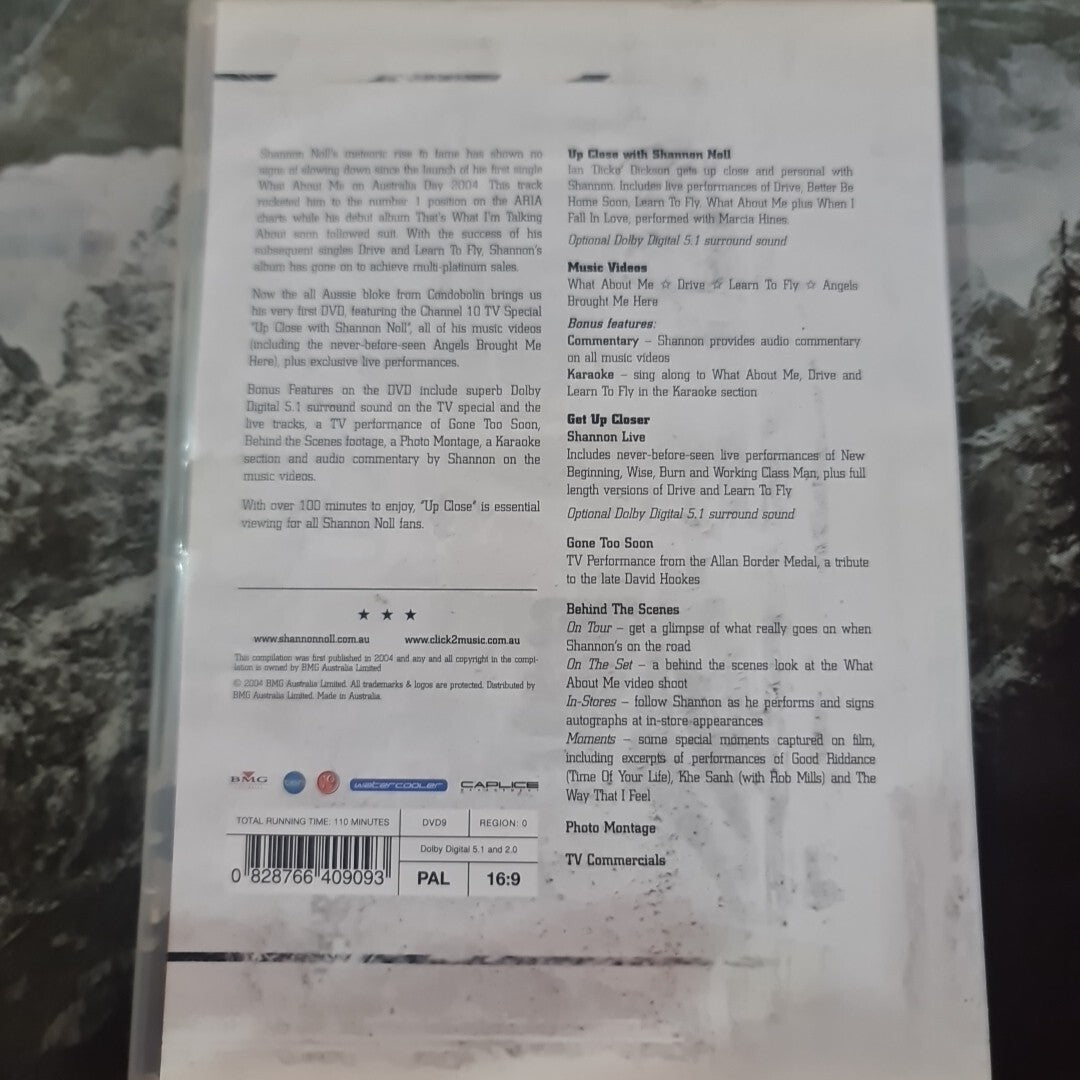 Shannon Noll's meteoric rise to fame has shown no
signs of slowing down since the launch of his first single
What About Me on Australia Day 2004. This track
rocketed him to the number 1 position on the ARIA
charts while his debut album That's What I'm Talking
About soon followed suit. With the success of his
subsequent singles Drive and Learn To Fly, Shannon's
album has gone on to achieve multi-platinum sales.
Now the all Aussie bloke from Condobolin brings us
his very first DVD, featuring the Channel 10 TV Special
"Up Close with Shannon Noll", all of his music videos
(including the never-before-seen Angels Brought Me
Here), plus exclusive live performances.
Bonus Features on the DVD include superb Dolby
Digital 5.1 surround sound on the TV special and the
live tracks, a TV performance of Gone Too Soon,
Behind the Scenes footage, a Photo Montage, a Karaoke
section and audio commentary by Shannon on the
music videos.
With over 100 minutes to enjoy, "Up Close" is essential
viewing for all Shannon Noll fans.
★ ★ ★
www.shannonnoll.com.au www.click2music.com.au
This compilation was first published in 2004 and any and all copyright in the compi-
lation is owned by BMG Australia Limited
© 2004 BMG Australia Limited. All trademarks & logos are protected. Distributed by
BMG Australia Limited. Made in Australia.
BMG watercooler CAPLICE
TOTAL RUNNING TIME: 110 MINUTES DVD9 REGION: 0
Dolby Digital 5.1 and 2.0
PAL 16:9
0 828766 409093
Up Close with Shannon Noll
Ian 'Dicko' Dickson gets up close and personal with
Shannon. Includes live performances of Drive, Better Be
Home Soon, Learn To Fly, What About Me plus When I
Fall In Love, performed with Marcia Hines.
Optional Dolby Digital 5.1 surround sound
Music Videos
What About Me ☆ Drive ☆ Learn To Fly ☆ Angels
Brought Me Here
Bonus features:
Commentary – Shannon provides audio commentary
on all music videos
Karaoke – sing along to What About Me, Drive and
Learn To Fly in the Karaoke section
Get Up Closer
Shannon Live
Includes never-before-seen live performances of New
Beginning, Wise, Burn and Working Class Man, plus full
length versions of Drive and Learn To Fly
Optional Dolby Digital 5.1 surround sound
Gone Too Soon
TV Performance from the Allan Border Medal, a tribute
to the late David Hookes
Behind The Scenes
On Tour – get a glimpse of what really goes on when
Shannon's on the road
On The Set – a behind the scenes look at the What
About Me video shoot
In-Stores – follow Shannon as he performs and signs
autographs at in-store appearances
Moments – some special moments captured on film,
including excerpts of performances of Good Riddance
(Time Of Your Life), Khe Sanh (with Rob Mills) and The
Way That I Feel
Photo Montage
TV Commercials